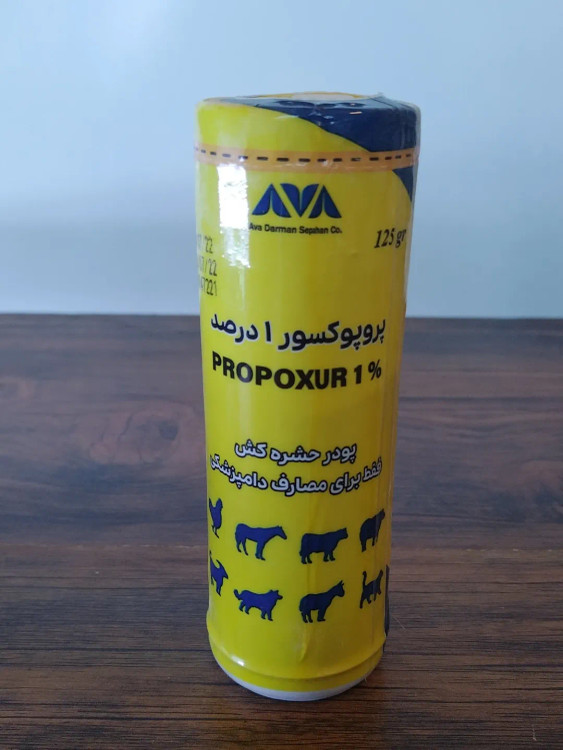 AVA
Ava Darman Sepahan Co.
125 gr
پروپوکسور ۱ درصد
PROPOXUR 1 %
پودر حشره کش
فقط برای مصارف دامپزشکی